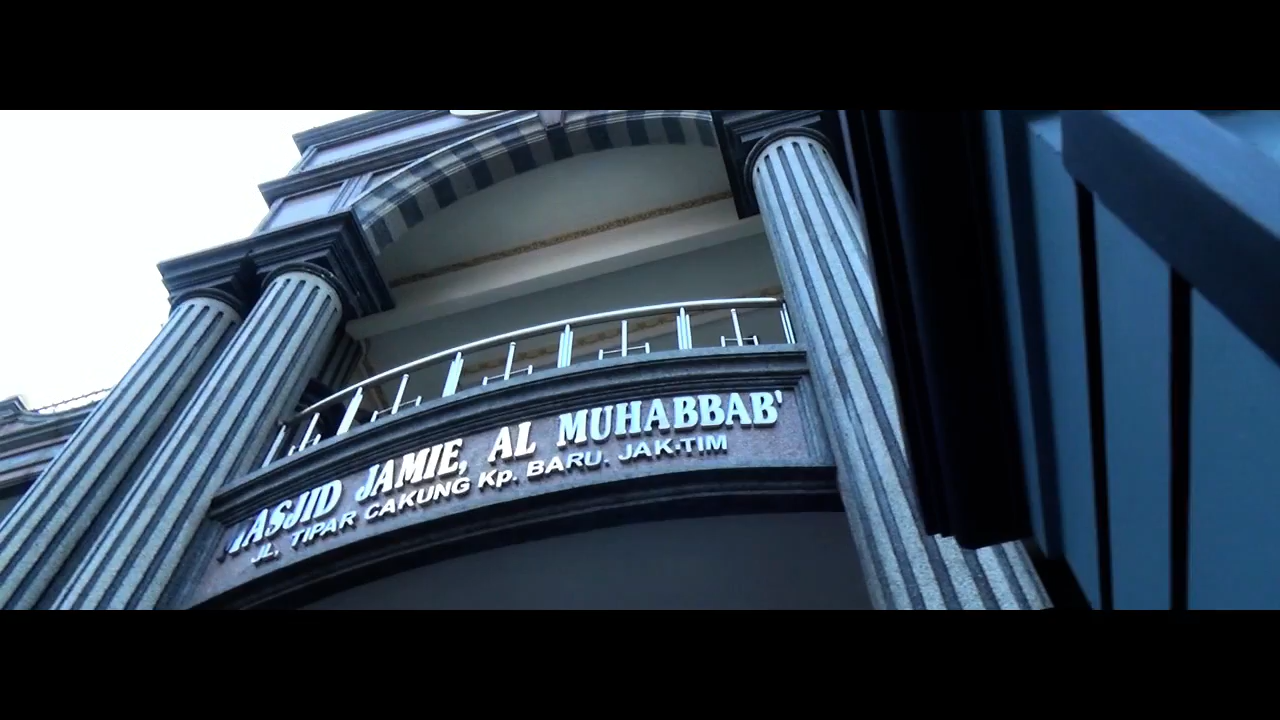 MASJID JAMIE, AL MUHABBAB'
JL. TIPAR CAKUNG Kp. BARU. JAK-TIM